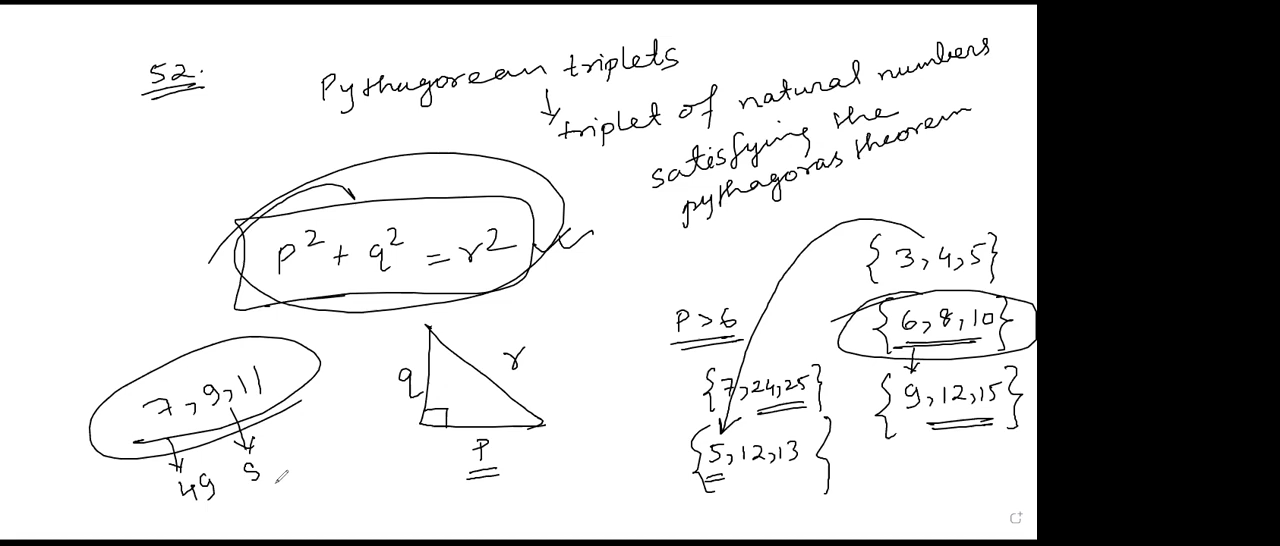 52.
Pythagorean triplets
triplet of natural numbers
satisfying the
pythagoras theorem
p² + q² = r²
{3,4,5}
P>6
{6,8,10}
{7,24,25}
{9,12,15}
{5,12,13}
7,9,11
49
q
r
P